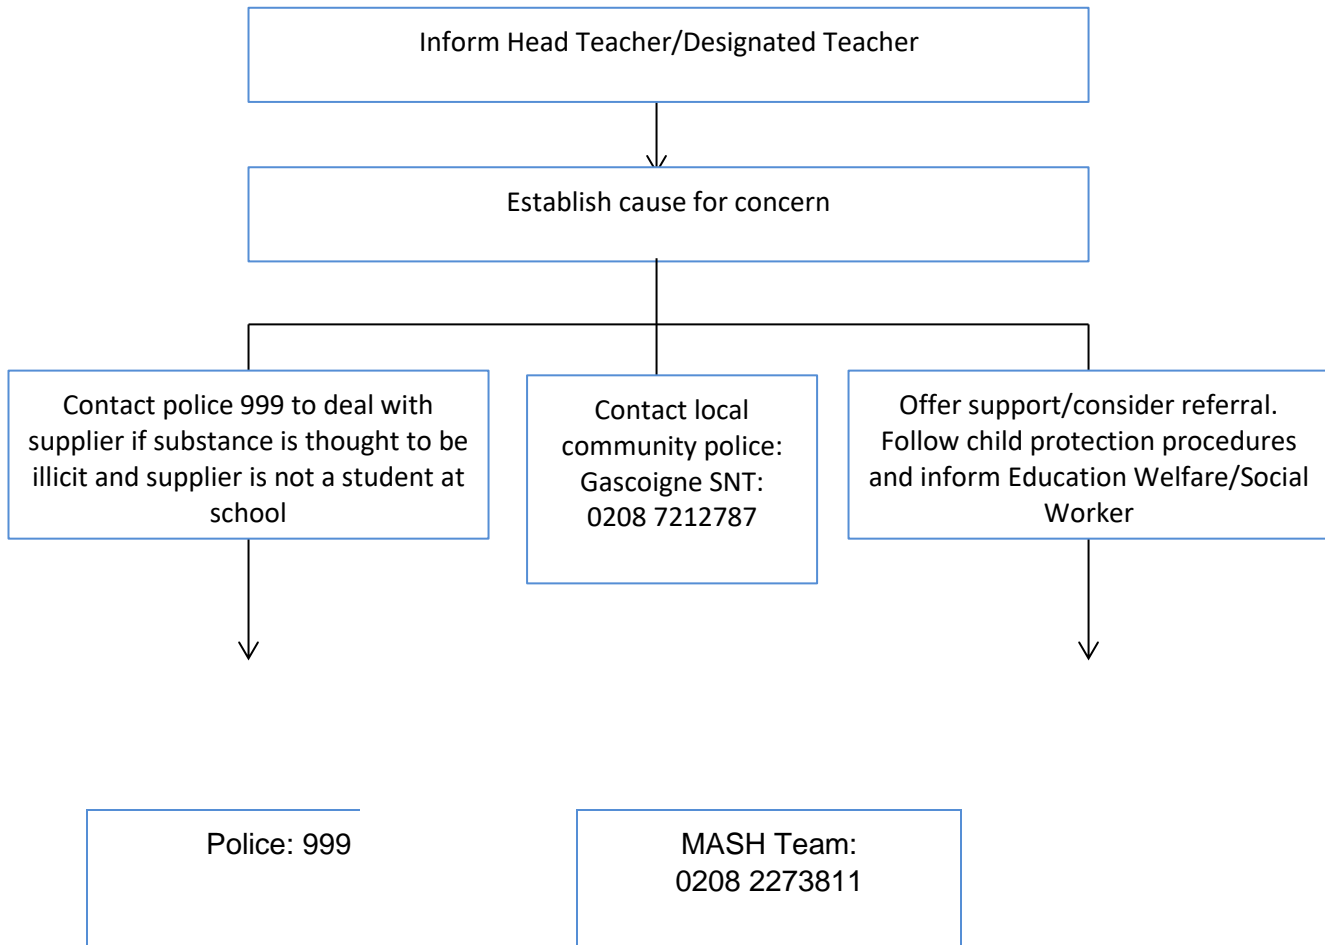 Inform Head Teacher/Designated Teacher
Establish cause for concern
Contact police 999 to deal with
supplier if substance is thought to be
illicit and supplier is not a student at
school
Contact local
community police:
Gascoigne SNT:
0208 7212787
Offer support/consider referral.
Follow child protection procedures
and inform Education Welfare/Social
Worker
Police: 999
MASH Team:
0208 2273811